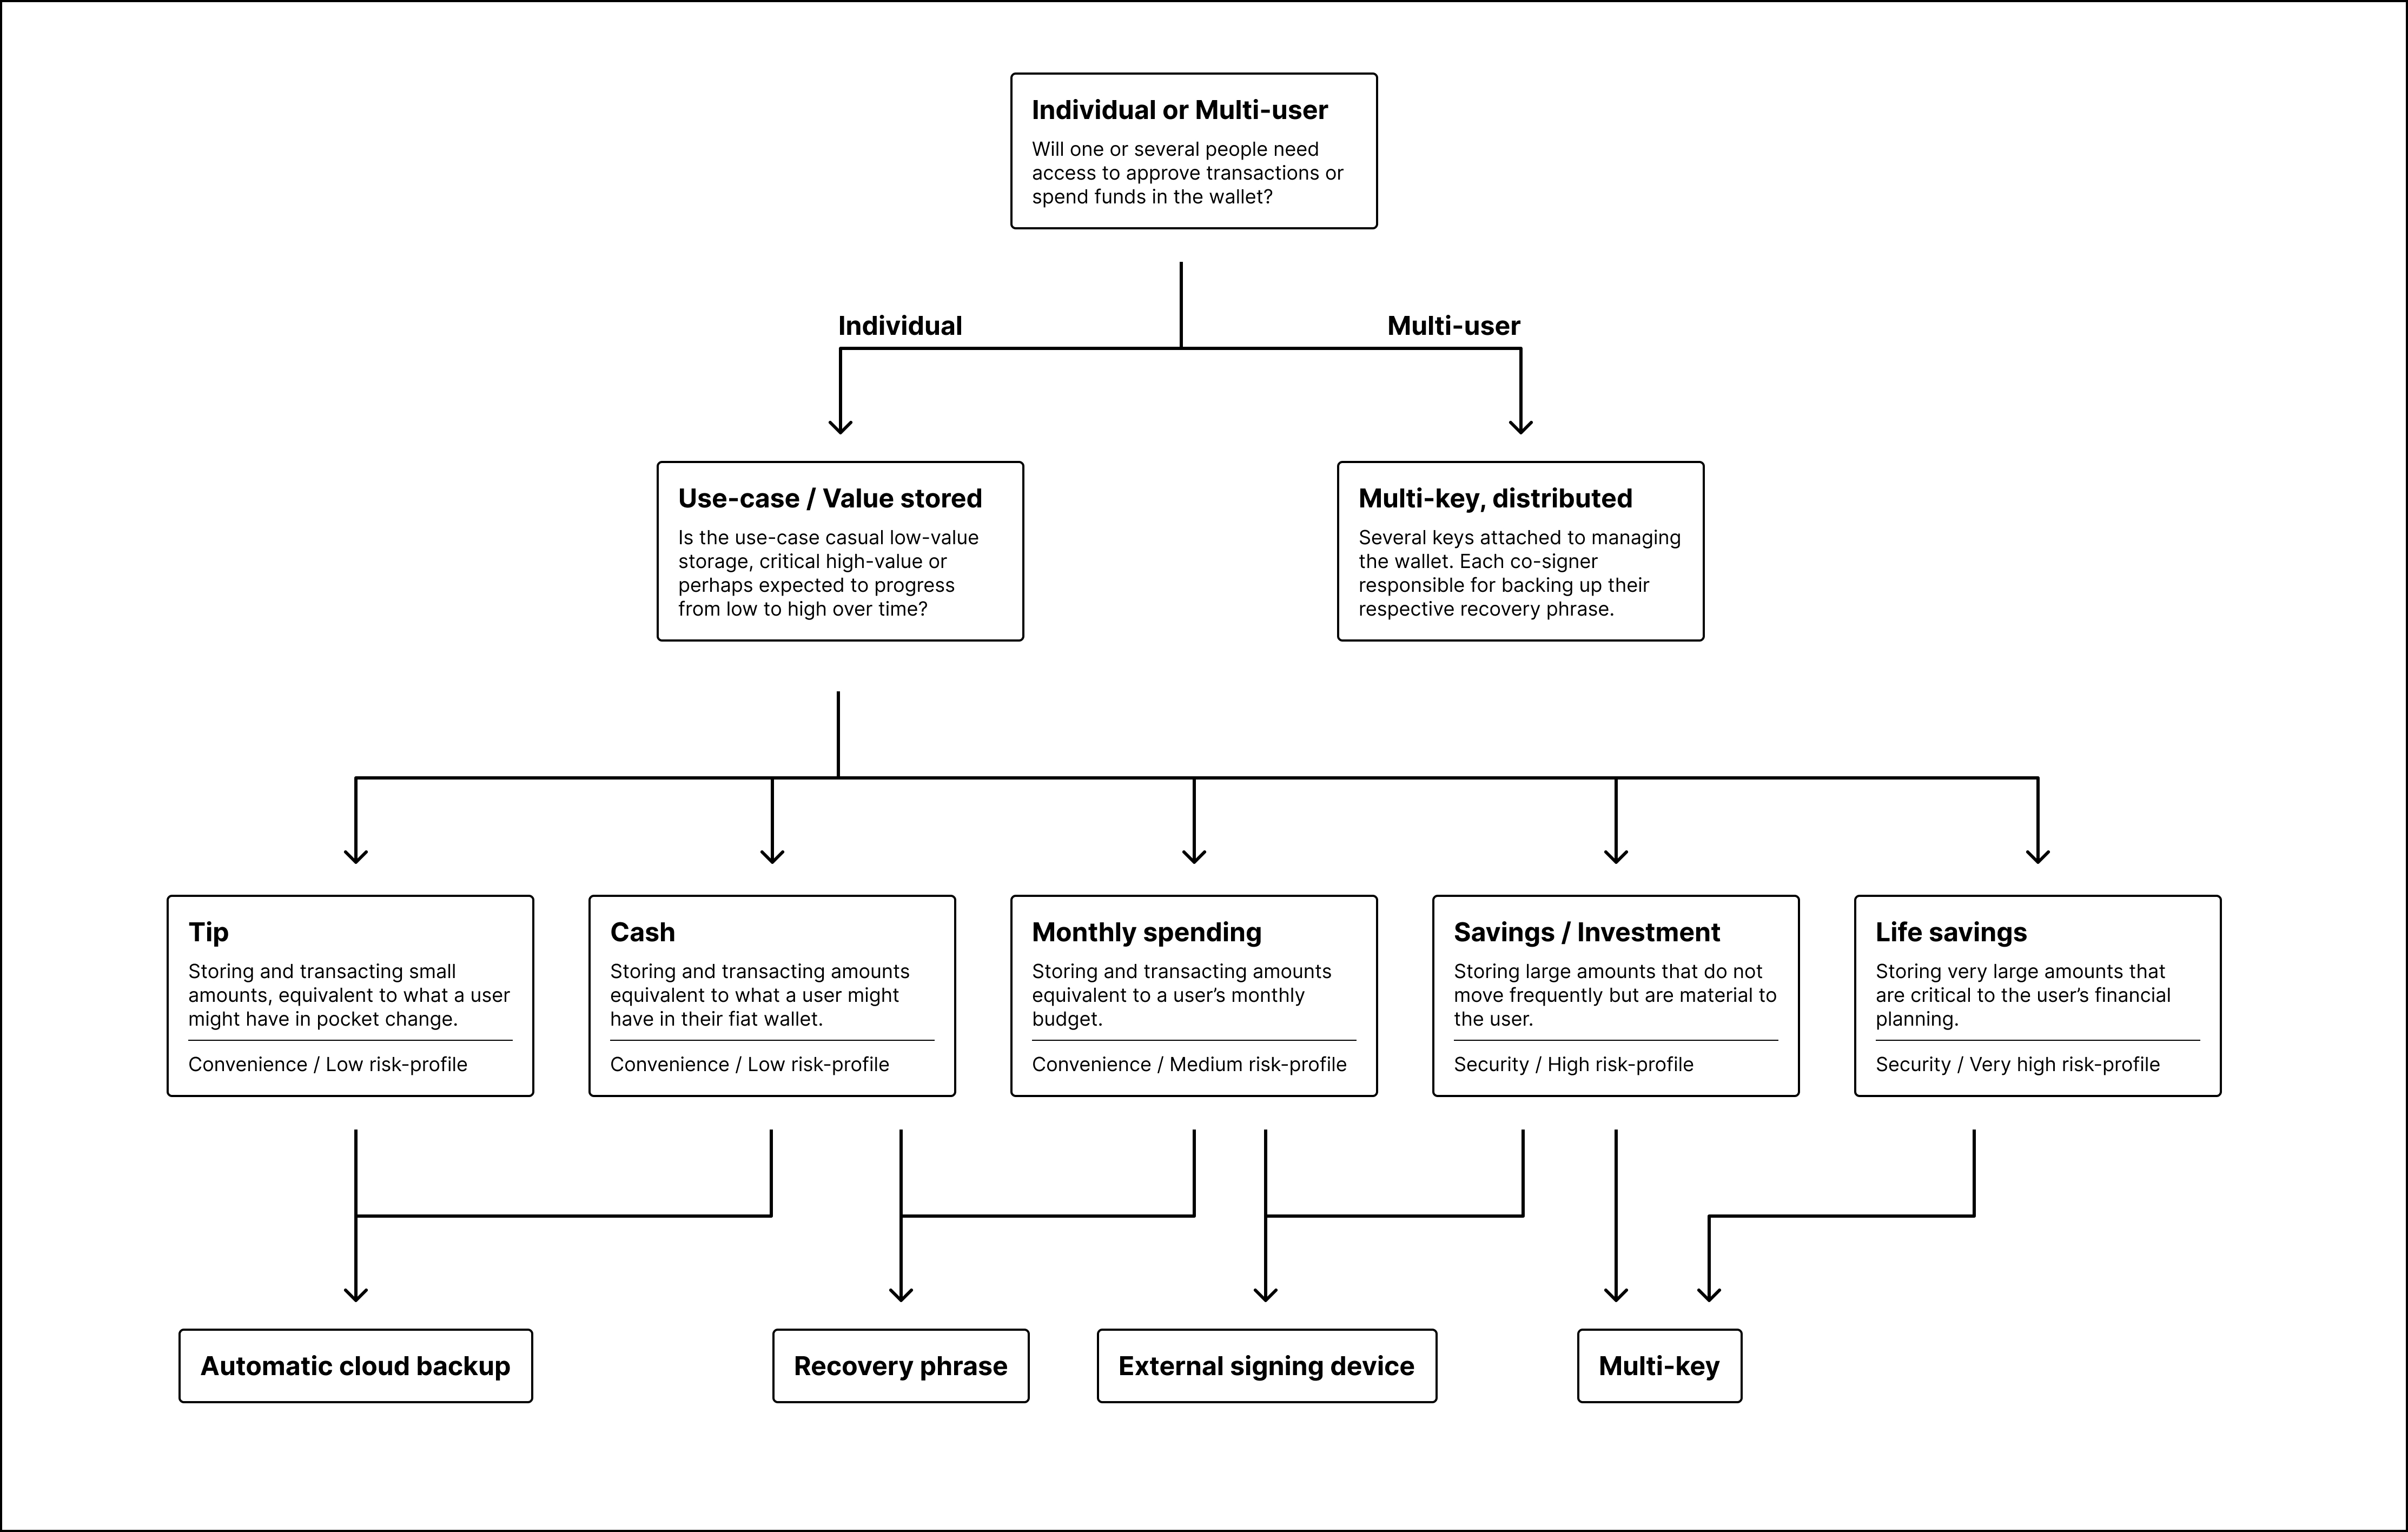 Individual or Multi-user
Will one or several people need
access to approve transactions or
spend funds in the wallet?
Individual
Multi-user
Use-case / Value stored
Is the use-case casual low-value
storage, critical high-value or
perhaps expected to progress
from low to high over time?
Multi-key, distributed
Several keys attached to managing
the wallet. Each co-signer
responsible for backing up their
respective recovery phrase.
Tip
Storing and transacting small
amounts, equivalent to what a user
might have in pocket change.
Convenience / Low risk-profile
Cash
Storing and transacting amounts
equivalent to what a user might
have in their fiat wallet.
Convenience / Low risk-profile
Monthly spending
Storing and transacting amounts
equivalent to a user’s monthly
budget.
Convenience / Medium risk-profile
Savings / Investment
Storing large amounts that do not
move frequently but are material to
the user.
Security / High risk-profile
Life savings
Storing very large amounts that
are critical to the user’s financial
planning.
Security / Very high risk-profile
Automatic cloud backup
Recovery phrase
External signing device
Multi-key